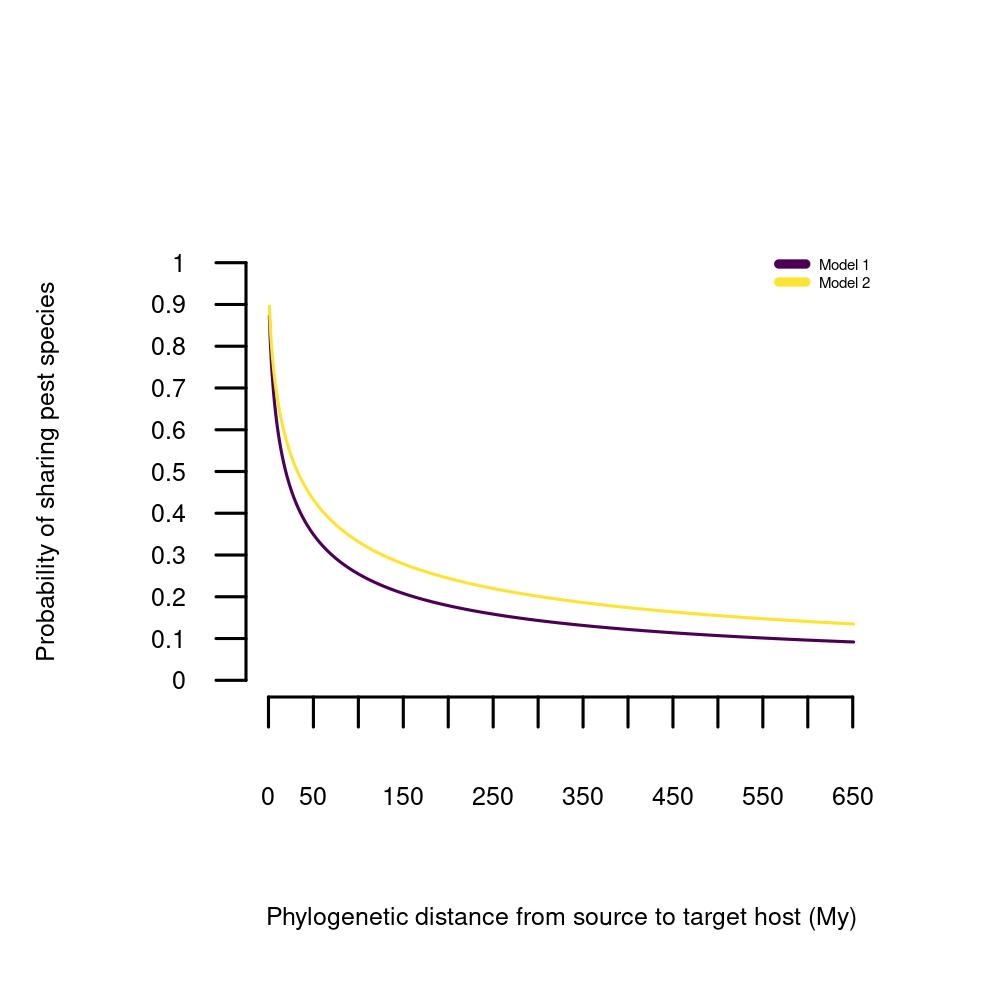 Model 1
Model 2
Probability of sharing pest species
1
0.9
0.8
0.7
0.6
0.5
0.4
0.3
0.2
0.1
0
0 50 150 250 350 450 550 650
Phylogenetic distance from source to target host (My)